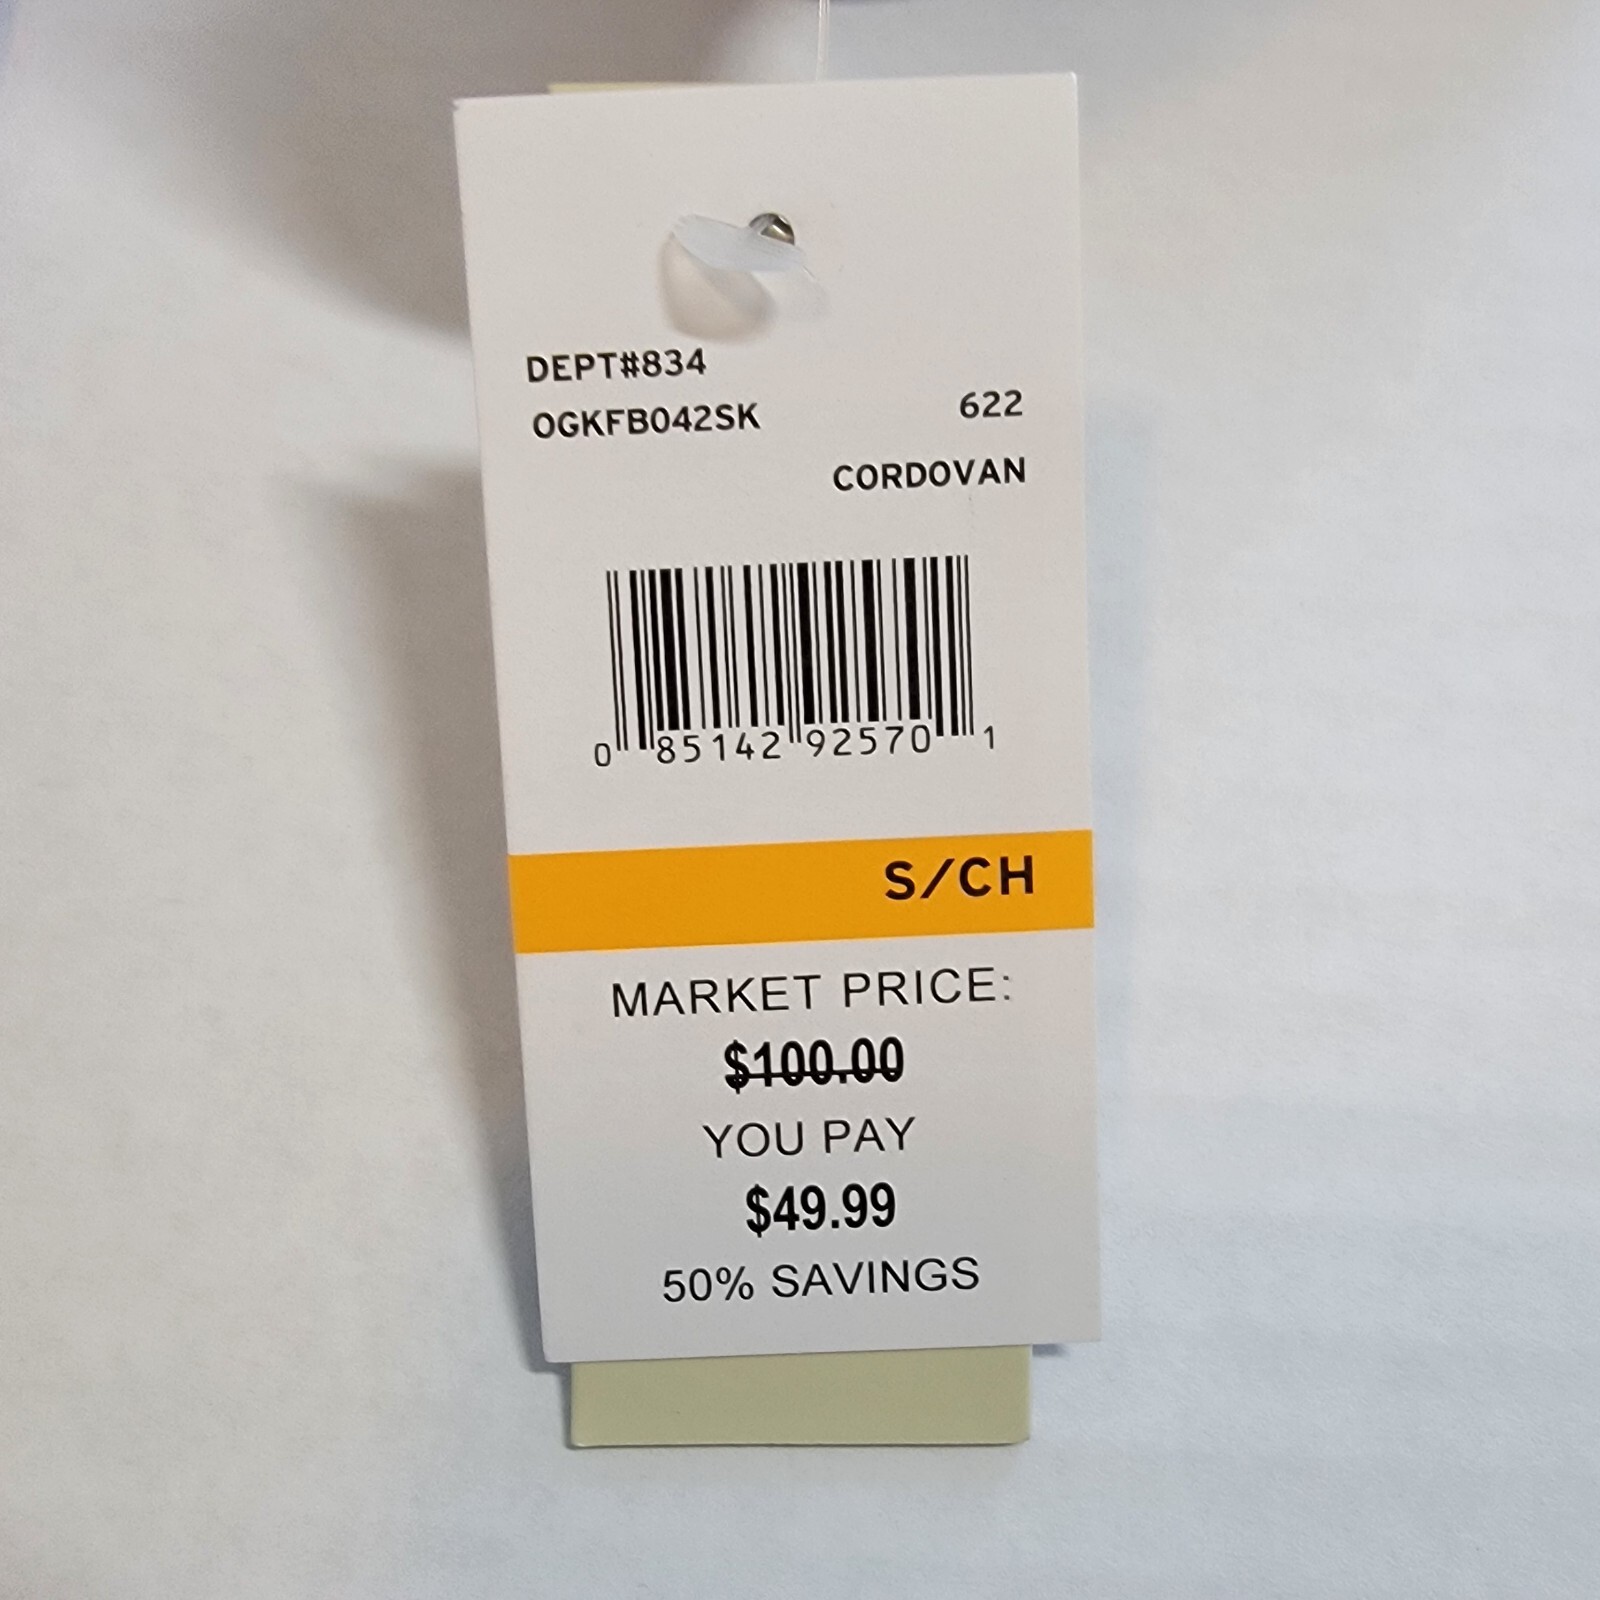 DEPT#834
OGKFB042SK 622
CORDOVAN
0 85142 92570 1
S/CH
MARKET PRICE:
$100.00
YOU PAY
$49.99
50% SAVINGS